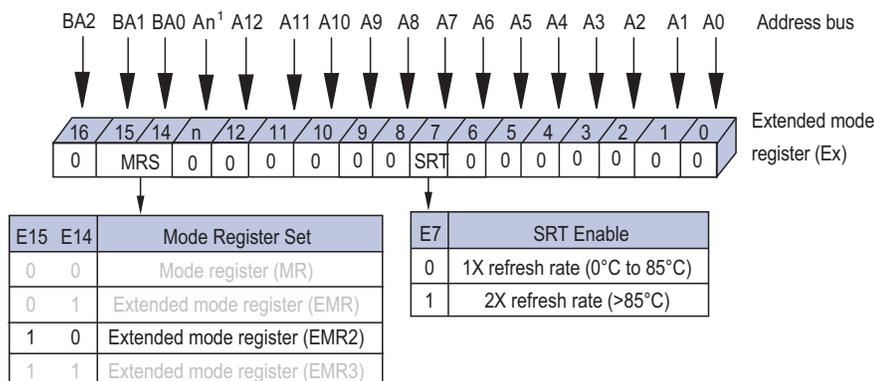 BA2 BA1 BA0 An¹ A12 A11 A10 A9 A8 A7 A6 A5 A4 A3 A2 A1 A0 Address bus
16 15 14 n 12 11 10 9 8 7 6 5 4 3 2 1 0 Extended mode
0 MRS 0 0 0 0 0 0 0 SRT 0 0 0 0 0 0 0 register (Ex)
E15 E14 Mode Register Set
0 0 Mode register (MR)
0 1 Extended mode register (EMR)
1 0 Extended mode register (EMR2)
1 1 Extended mode register (EMR3)
E7 SRT Enable
0 1X refresh rate (0°C to 85°C)
1 2X refresh rate (>85°C)